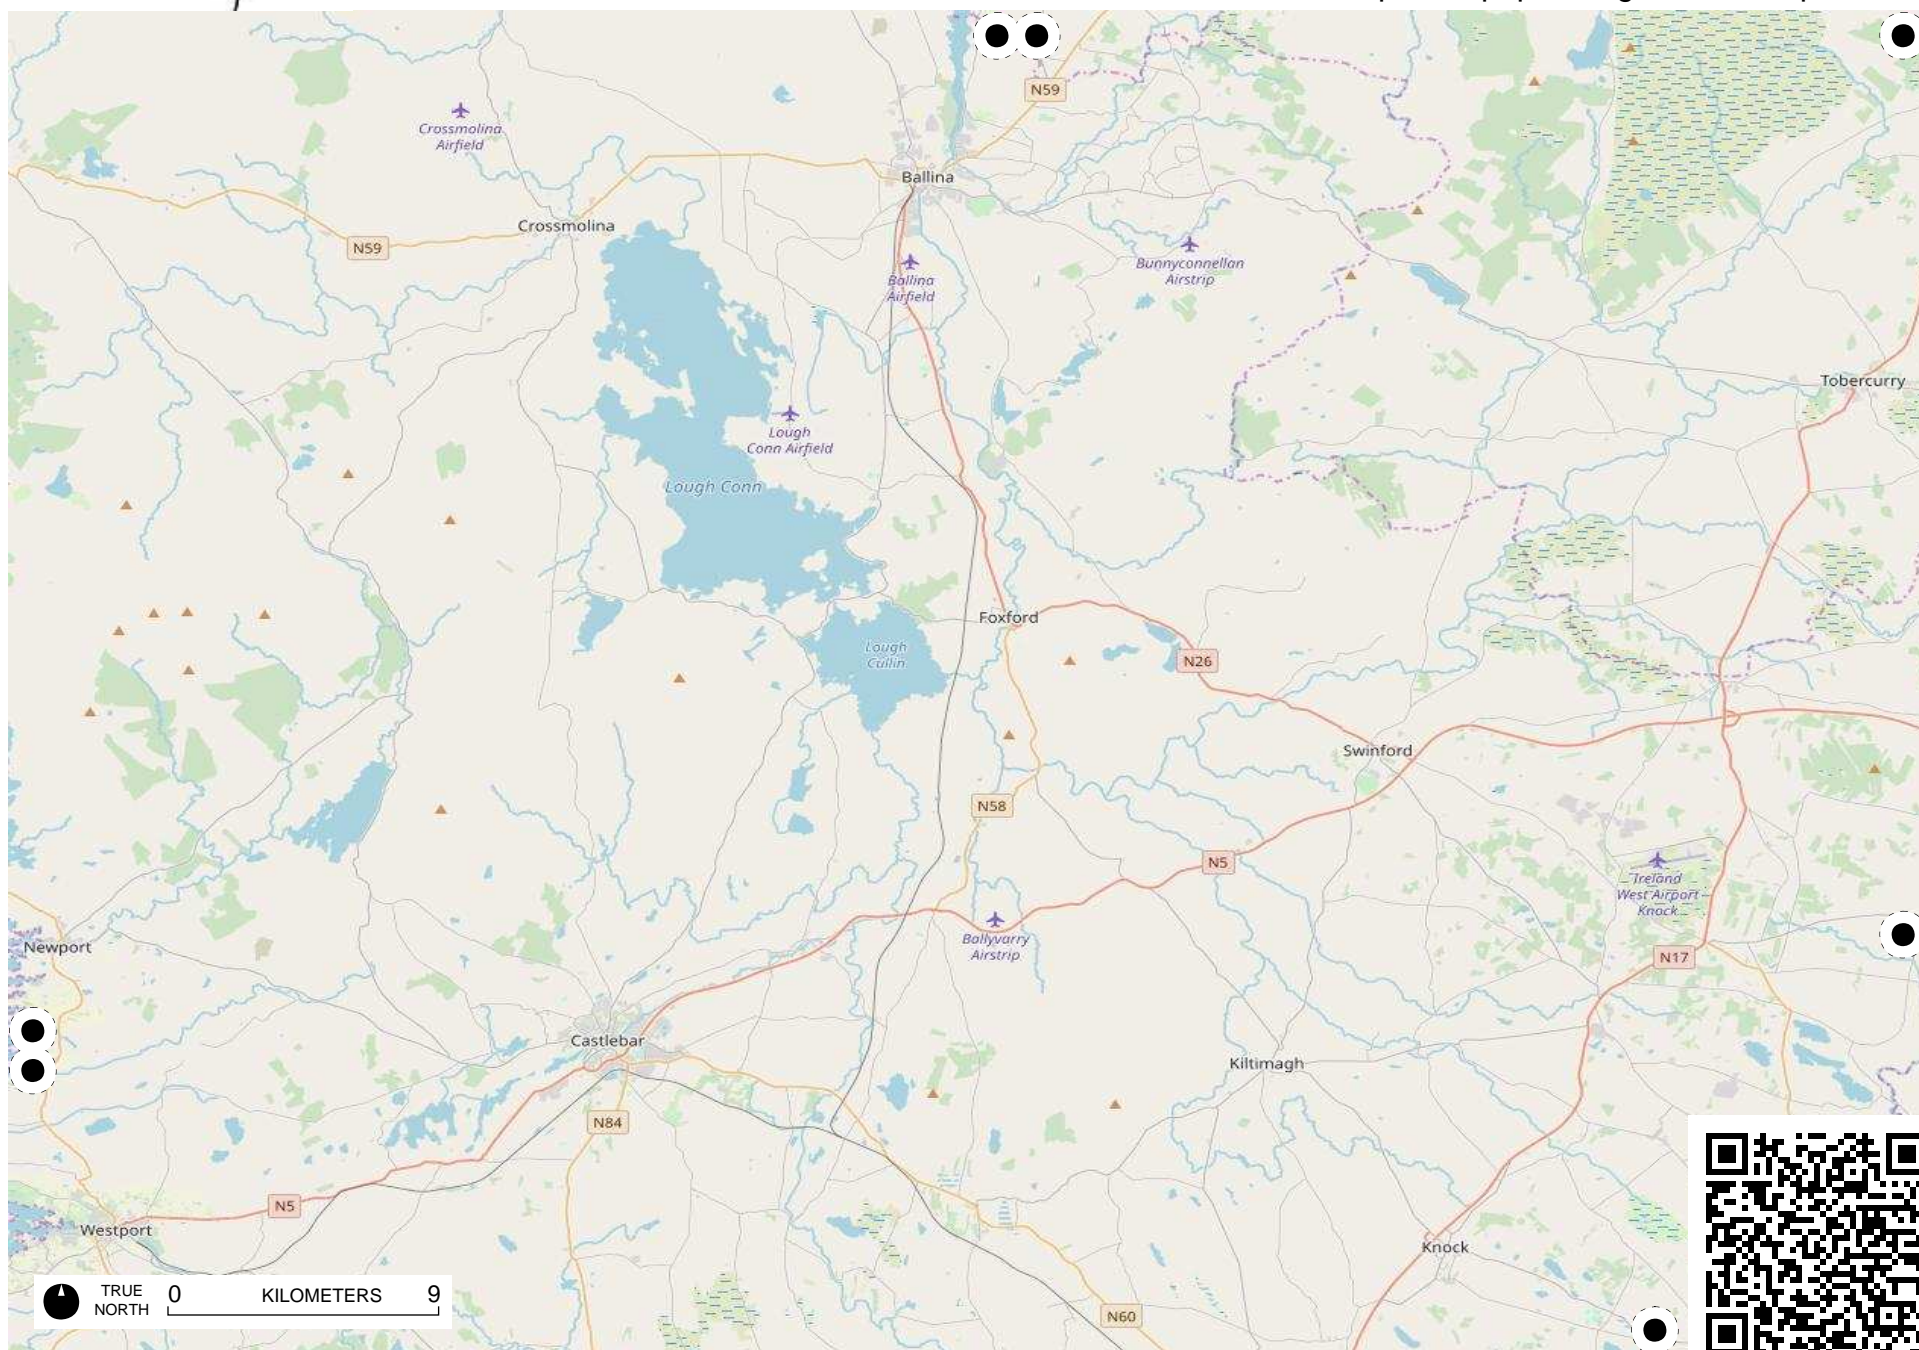 N59
Crossmolina
Airfield
Ballina
Crossmolina
N59
Bunnyconnellan
Airstrip
Ballina
Airfield
Tobercurry
Lough
Conn Airfield
Lough Conn
Foxford
Lough
Cullin
N26
Swinford
N58
N5
Ireland
West Airport
Knock
Newport
Ballyvarry
Airstrip
N17
Castlebar
Kiltimagh
N84
N5
Westport
Knock
TRUE
NORTH
0 KILOMETERS 9
N60